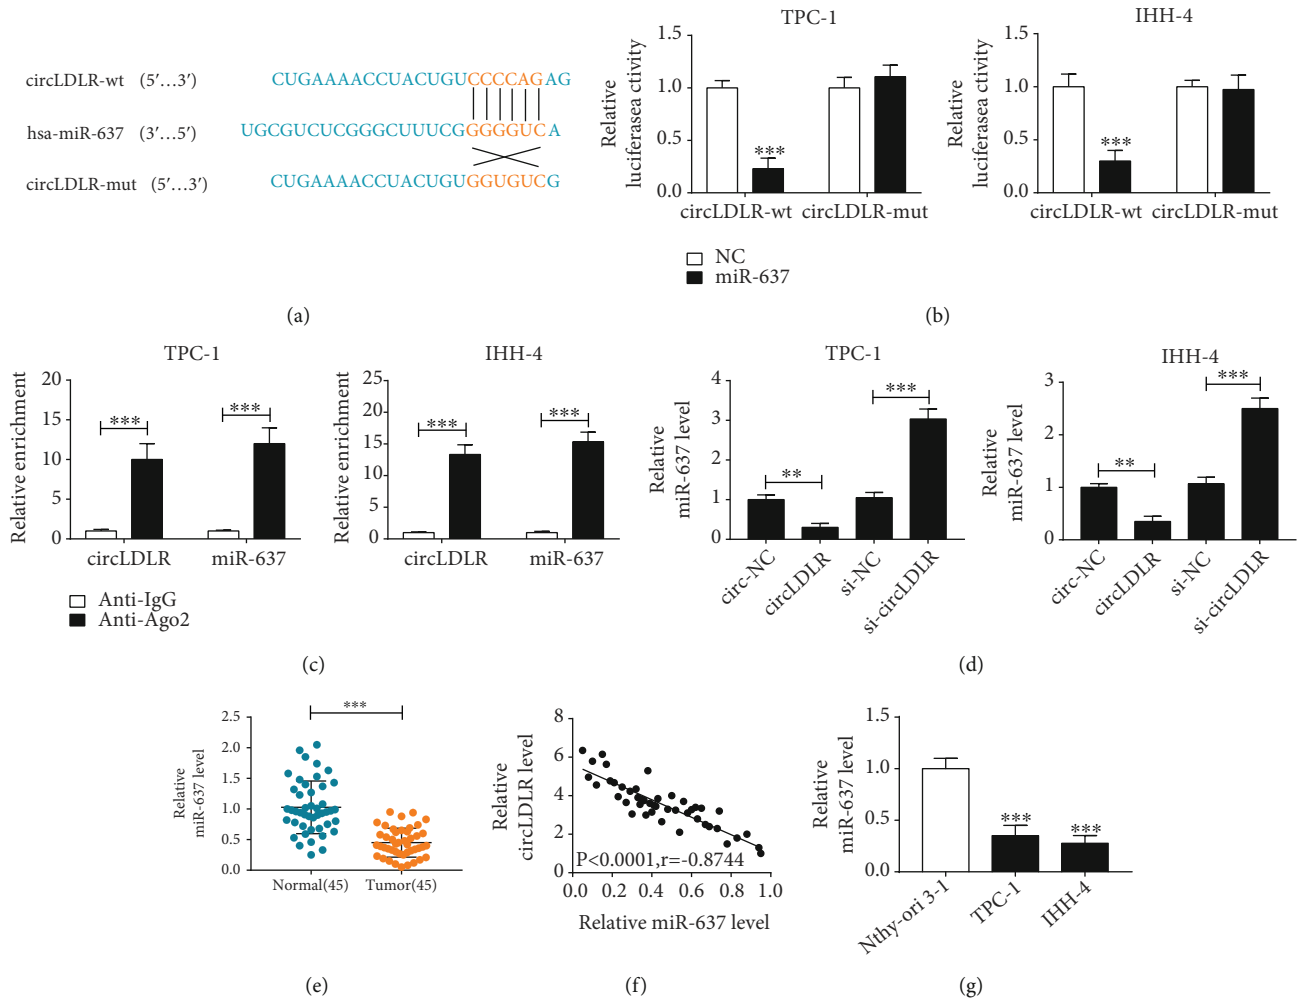 circLDLR-wt (5′...3′) CUGAAAACCUACUGUCCCCAGAG
hsa-miR-637 (3′...5′) UGCGUCUCGGGCUUUCGGGGGUCA
circLDLR-mut (5′...3′) CUGAAAACCUACUGUGGUGUCG
(a)
TPC-1
Relative
luciferasea ctivity
1.5
1.0
0.5
0.0
***
circLDLR-wt circLDLR-mut
IHH-4
Relative
luciferasea ctivity
1.5
1.0
0.5
0.0
***
circLDLR-wt circLDLR-mut
NC
miR-637
(b)
TPC-1
Relative enrichment
20
15
10
5
0
*** ***
circLDLR miR-637
IHH-4
Relative enrichment
25
20
15
10
5
0
*** ***
circLDLR miR-637
Anti-IgG
Anti-Ago2
(c)
TPC-1
Relative
miR-637 level
4
3
2
1
0
** ***
circ-NC circLDLR si-NC si-circLDLR
IHH-4
Relative
miR-637 level
3
2
1
0
** ***
circ-NC circLDLR si-NC si-circLDLR
(d)
Relative
miR-637 level
2.5
2.0
1.5
1.0
0.5
0.0
***
Normal(45) Tumor(45)
(e)
Relative
circLDLR level
8
6
4
2
0
P<0.0001,r=-0.8744
0.0 0.2 0.4 0.6 0.8 1.0
Relative miR-637 level
(f)
Relative
miR-637 level
1.5
1.0
0.5
0.0
*** ***
Nthy-ori 3-1 TPC-1 IHH-4
(g)